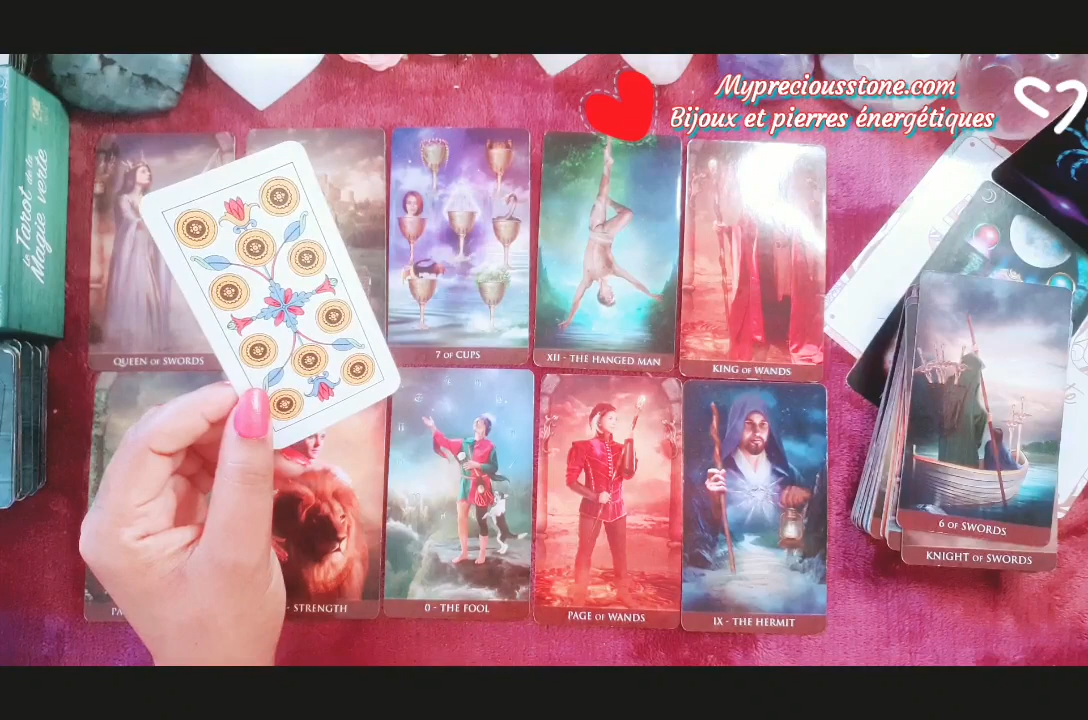 Mypreciousstone.com
Bijoux et pierres énergétiques
Le Tarot de la
Magie verte
QUEEN OF SWORDS
7 OF CUPS
XII - THE HANGED MAN
KING OF WANDS
- STRENGTH
0 - THE FOOL
PAGE OF WANDS
IX - THE HERMIT
6 OF SWORDS
KNIGHT OF SWORDS